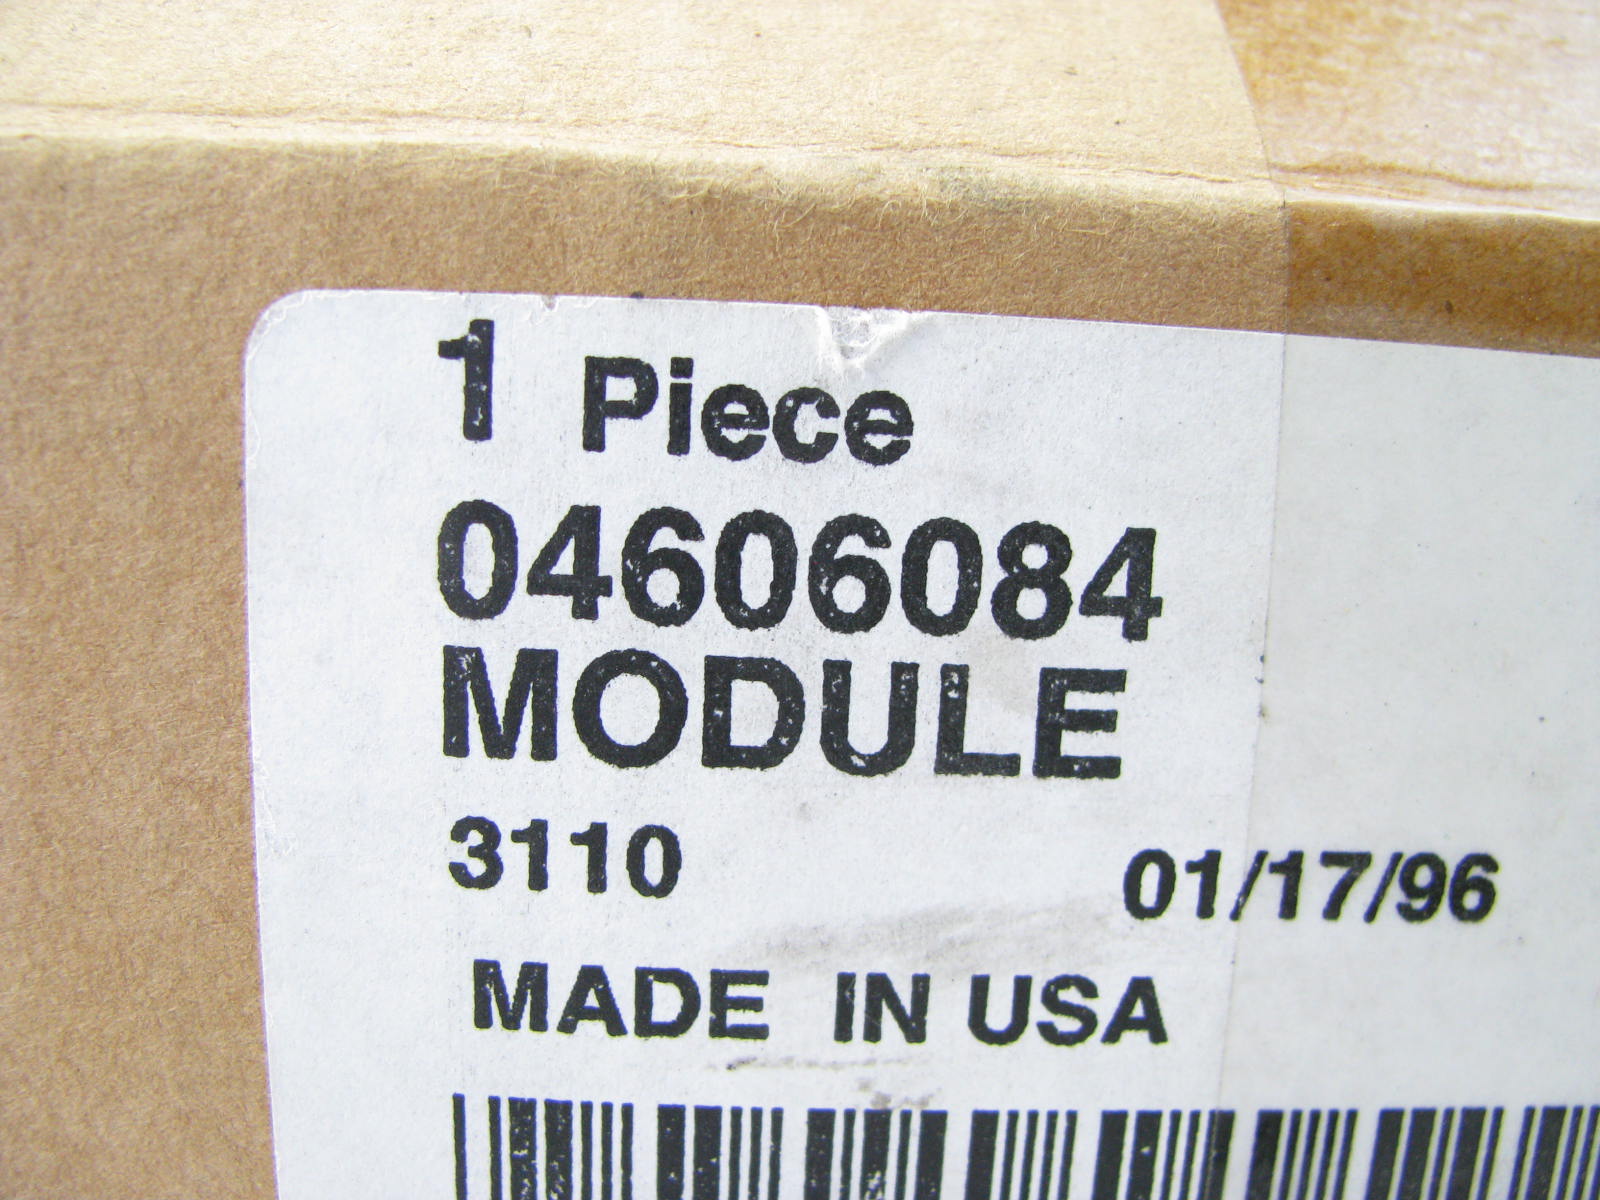 1 Piece
04606084
MODULE
3110 01/17/96
MADE IN USA